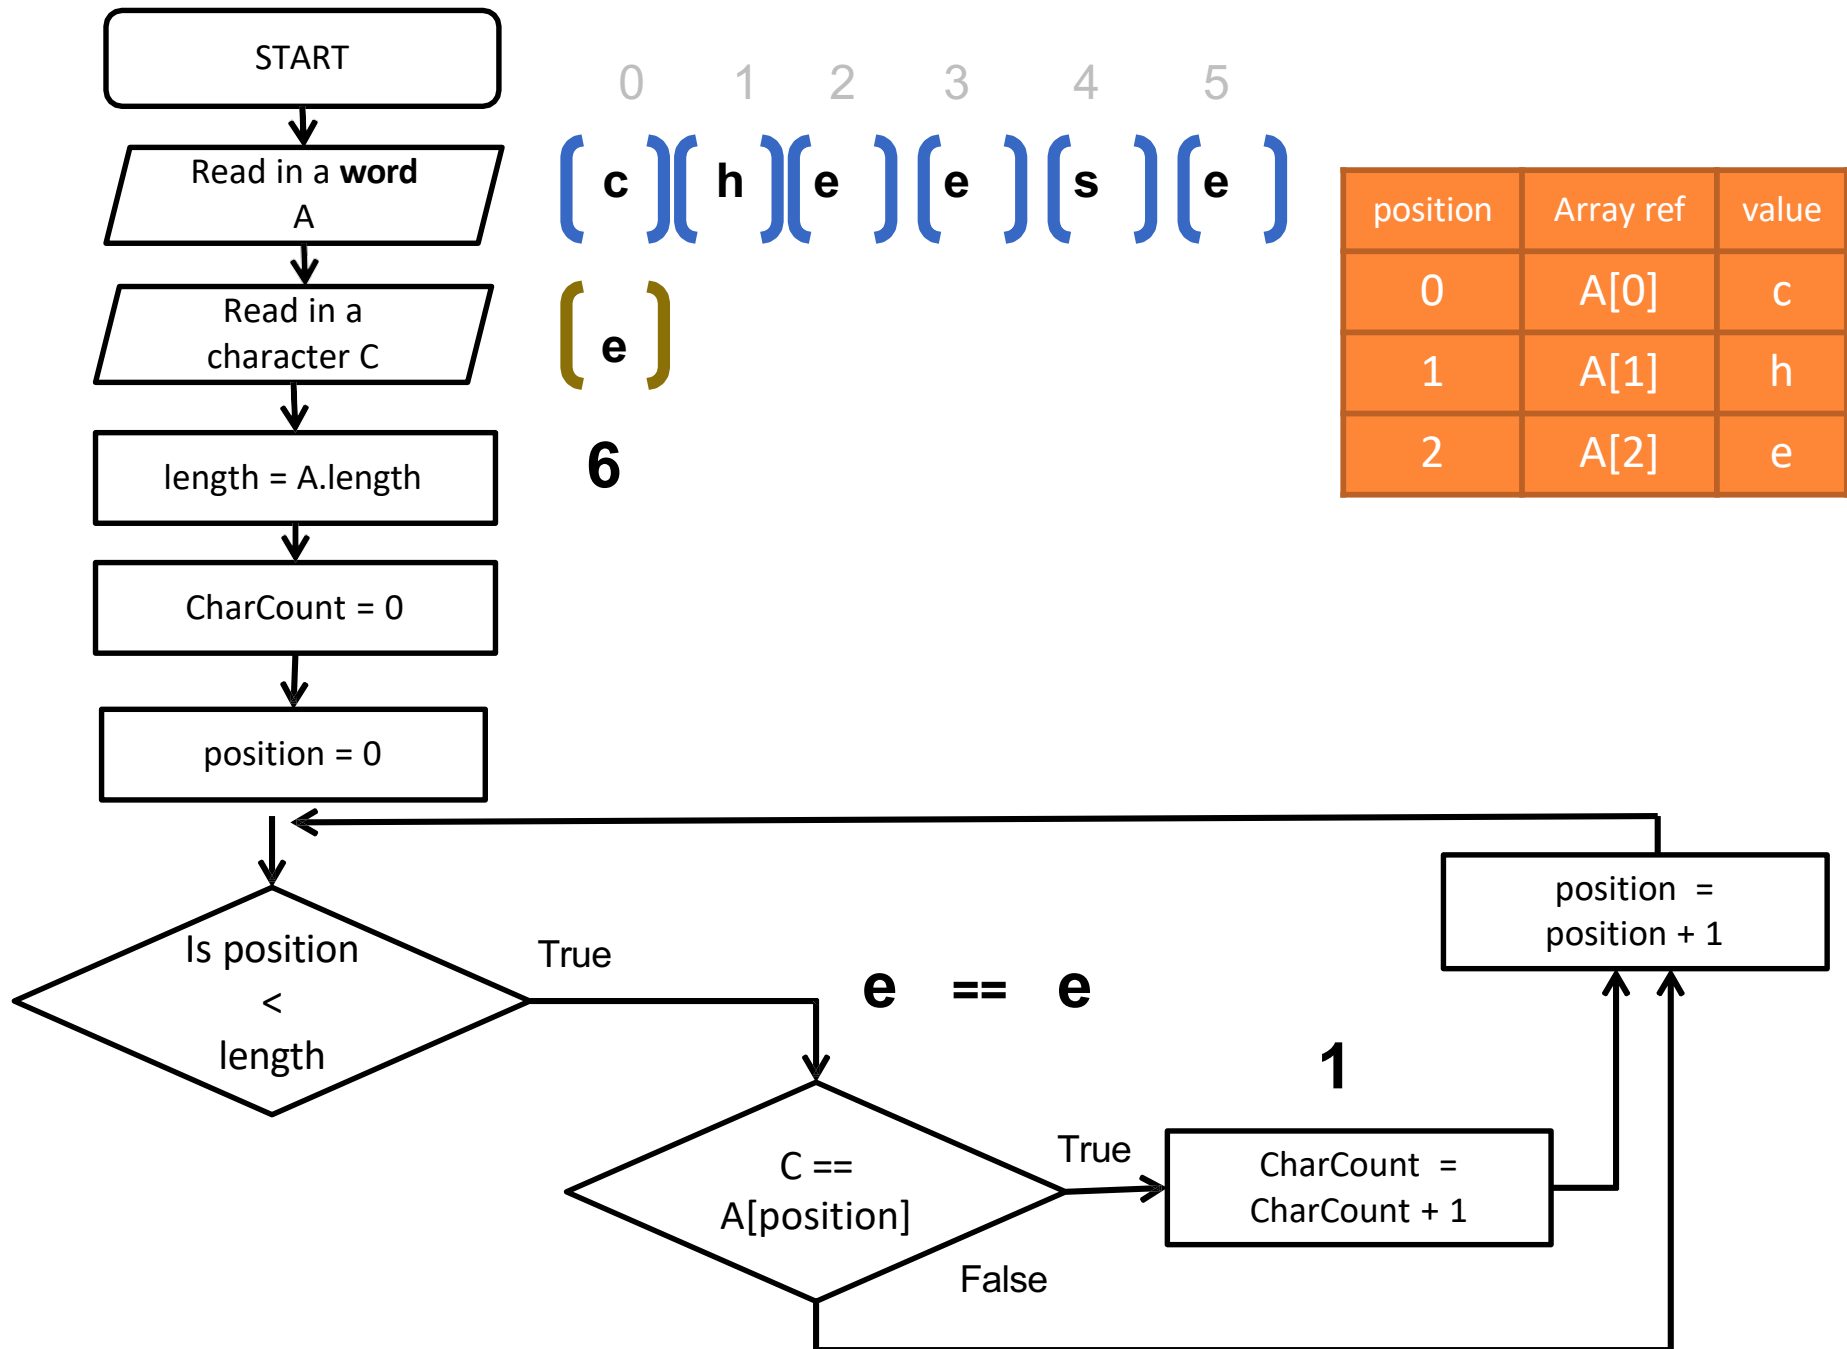 START
0 1 2 3 4 5
Read in a word
A
c h e e s e
position Array ref value
0 A[0] c
1 A[1] h
2 A[2] e
Read in a
character C
e
length = A.length
6
CharCount = 0
position = 0
Is position
<
length
True
e == e
position =
position + 1
1
C ==
A[position]
True
CharCount =
CharCount + 1
False